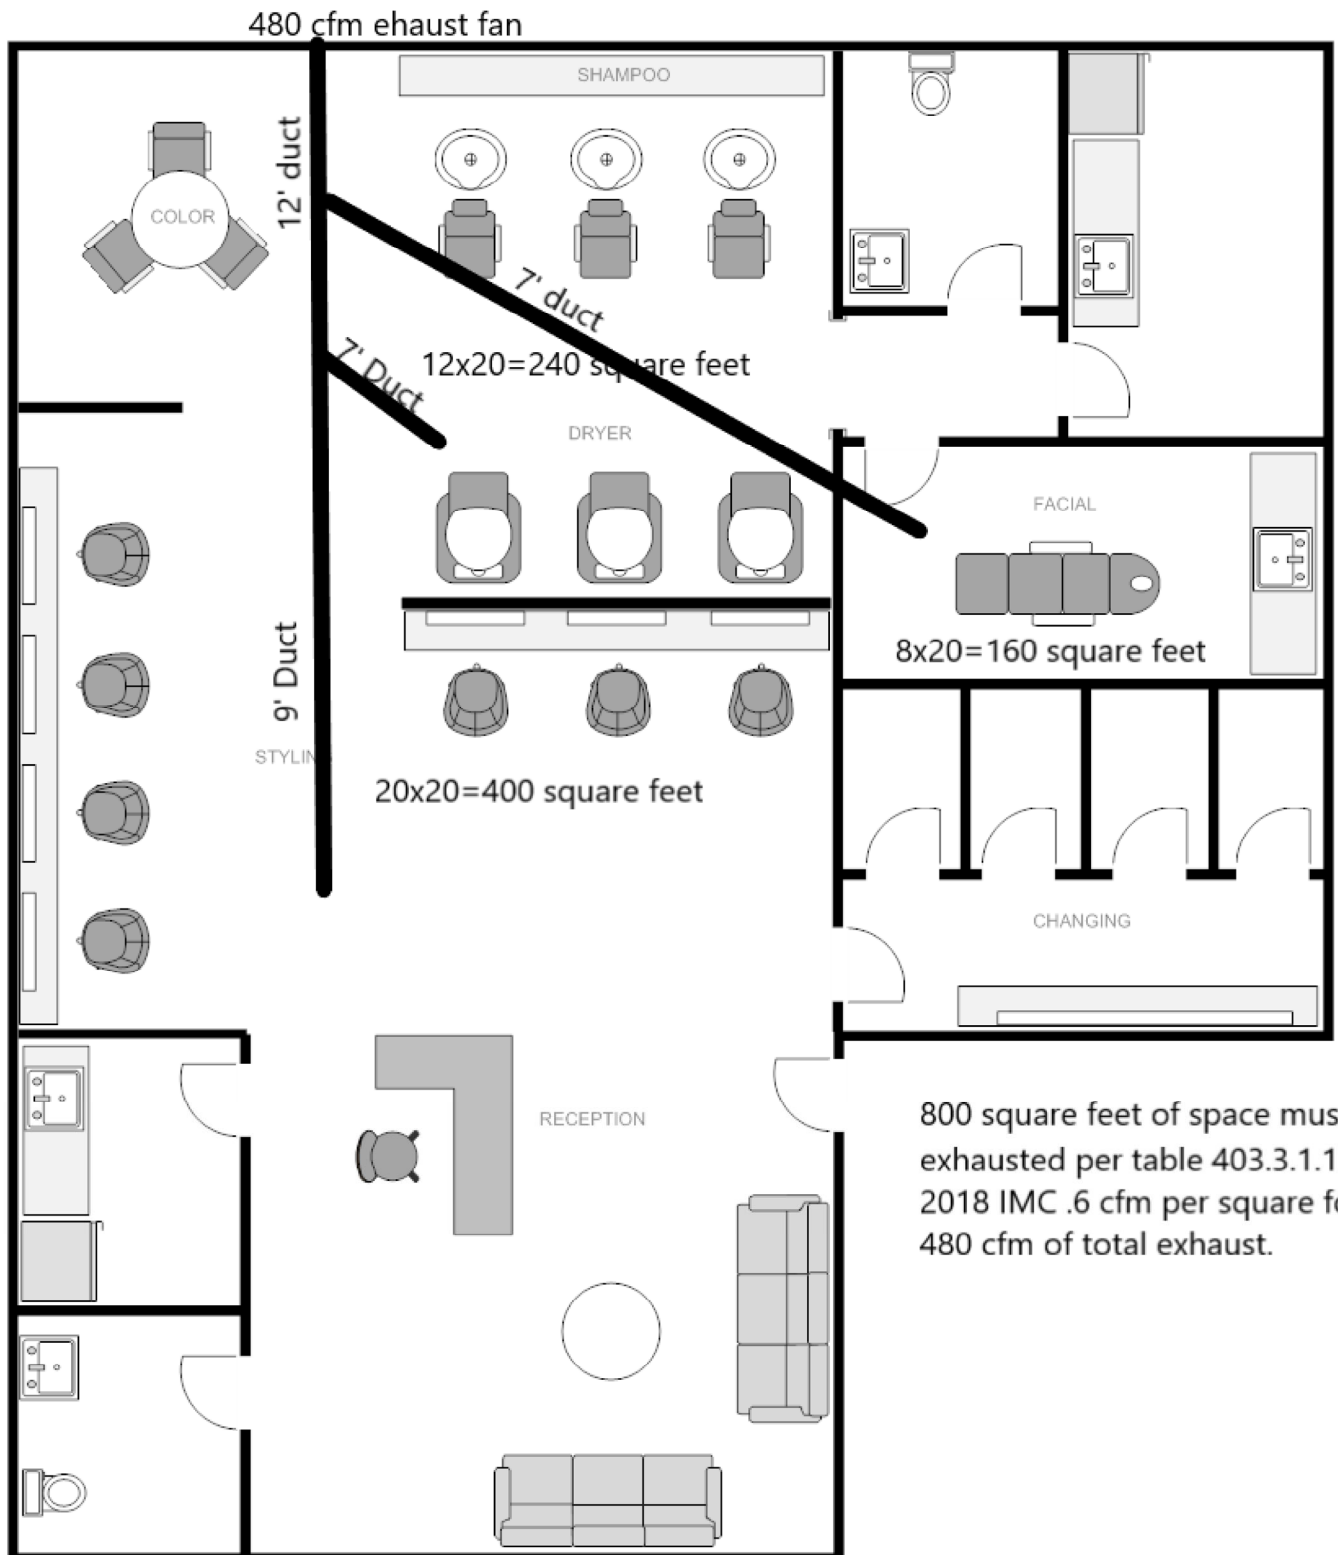 480 cfm ehaust fan
SHAMPOO
12' duct
COLOR
7' duct
7' Duct
12x20=240 square feet
DRYER
FACIAL
8x20=160 square feet
9' Duct
STYLIN
20x20=400 square feet
CHANGING
RECEPTION
800 square feet of space mus
exhausted per table 403.3.1.1
2018 IMC .6 cfm per square fo
480 cfm of total exhaust.